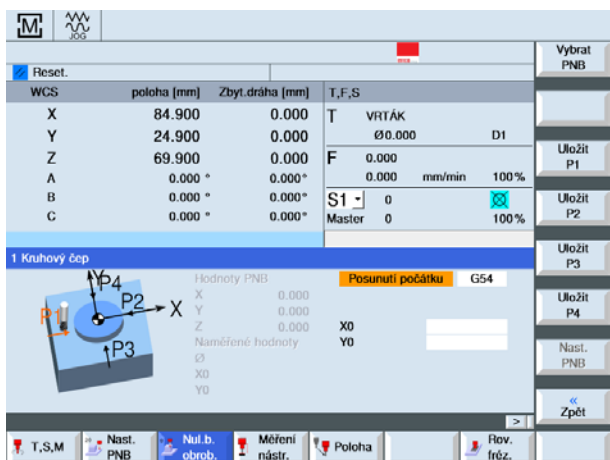 M
JOG
Reset.
WCS poloha [mm] Zbyt.dráha [mm] T,F,S
X 84.900 0.000
Y 24.900 0.000
Z 69.900 0.000
A 0.000 ° 0.000°
B 0.000 ° 0.000°
C 0.000 ° 0.000°
T VRTÁK
Ø0.000 D1
F 0.000
0.000 mm/min 100%
S1 0
Master 0 100%
1 Kruhový čep
Y
P4
P2
X
P1
P3
Hodnoty PNB
X 0.000
Y 0.000
Z 0.000
Naměřené hodnoty
Ø
X0
Y0
Posunutí počátku G54
X0
Y0
>
Vybrat
PNB
Uložit
P1
Uložit
P2
Uložit
P3
Uložit
P4
Nast.
PNB
«
Zpět
T,S,M
Nast.
PNB
Nul.b.
obrob.
Měření
nástr.
Poloha
Rov.
fréz.